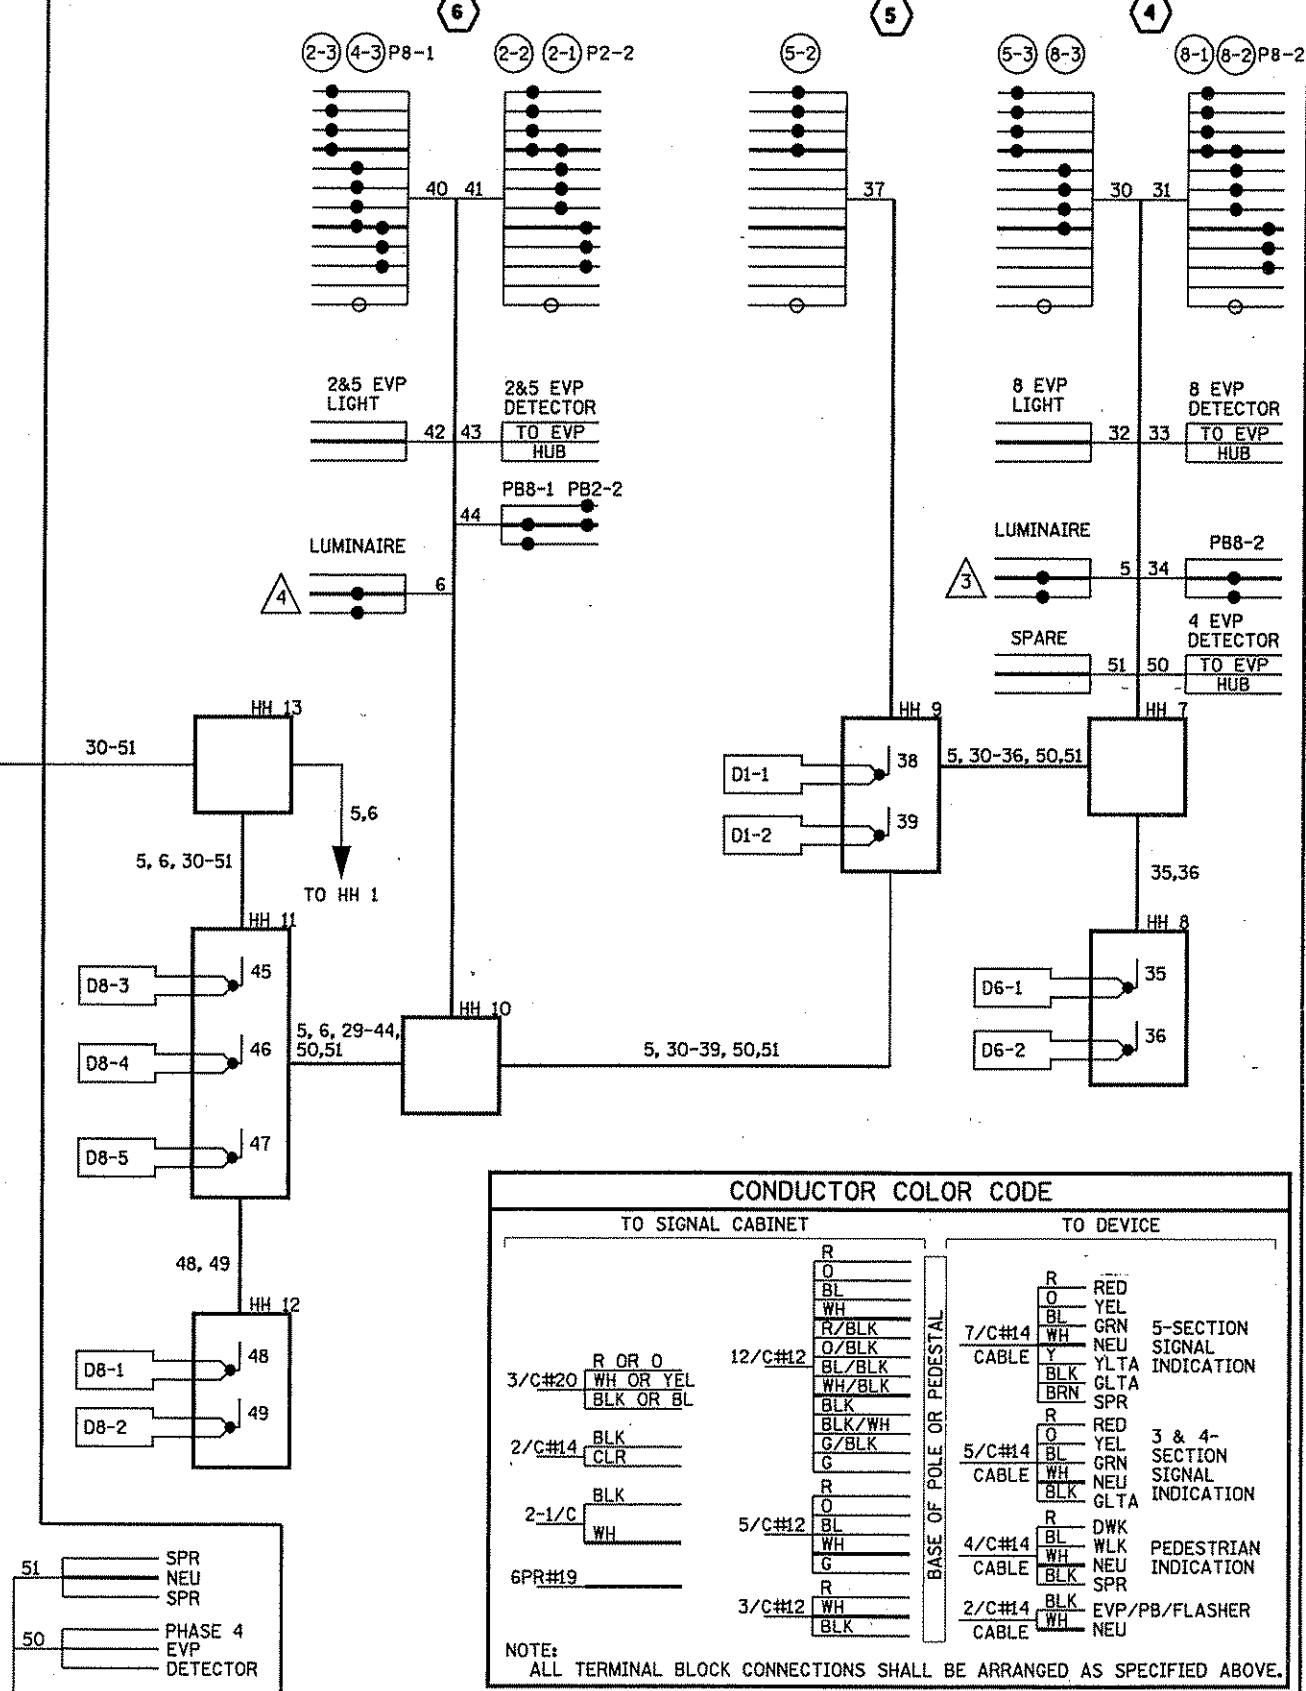 6 5 4
2-3 4-3 P8-1 2-2 2-1 P2-2 5-2 5-3 8-3 8-1 8-2 P8-2
40 41 37 30 31
2&5 EVP LIGHT
2&5 EVP DETECTOR
42 43 TO EVP HUB
8 EVP LIGHT
8 EVP DETECTOR
32 33 TO EVP HUB
PB8-1 PB2-2
44
LUMINAIRE
4 6
LUMINAIRE
PB8-2
3 5 34
SPARE
4 EVP DETECTOR
51 50 TO EVP HUB
HH 13 HH 9 HH 7
30-51
5,6
TO HH 1
D1-1 38
D1-2 39
5, 30-36, 50,51
5, 6, 30-51
35,36
HH 11 HH 8
D8-3 45
D8-4 46
D8-5 47
D6-1 35
D6-2 36
HH 10
5, 6, 29-44,
50,51
5, 30-39, 50,51
48, 49
HH 12
D8-1 48
D8-2 49
51 SPR
NEU
SPR
50 PHASE 4
EVP
DETECTOR
CONDUCTOR COLOR CODE
TO SIGNAL CABINET
TO DEVICE
3/C#20
R OR O
WH OR YEL
BLK OR BL
2/C#14
BLK
CLR
2-1/C
BLK
WH
6PR#19
12/C#12
R
O
BL
WH
R/BLK
O/BLK
BL/BLK
WH/BLK
BLK
BLK/WH
G/BLK
G
5/C#12
R
O
BL
WH
G
3/C#12
R
WH
BLK
BASE OF POLE OR PEDESTAL
7/C#14
CABLE
R RED
O YEL
BL GRN
WH NEU
Y YLTA
BLK GLTA
BRN SPR
5-SECTION
SIGNAL
INDICATION
5/C#14
CABLE
R RED
O YEL
BL GRN
WH NEU
BLK GLTA
3 & 4-
SECTION
SIGNAL
INDICATION
4/C#14
CABLE
R DWK
BL WLK
WH NEU
BLK SPR
PEDESTRIAN
INDICATION
2/C#14
CABLE
BLK EVP/PB/FLASHER
WH NEU
NOTE:
ALL TERMINAL BLOCK CONNECTIONS SHALL BE ARRANGED AS SPECIFIED ABOVE.